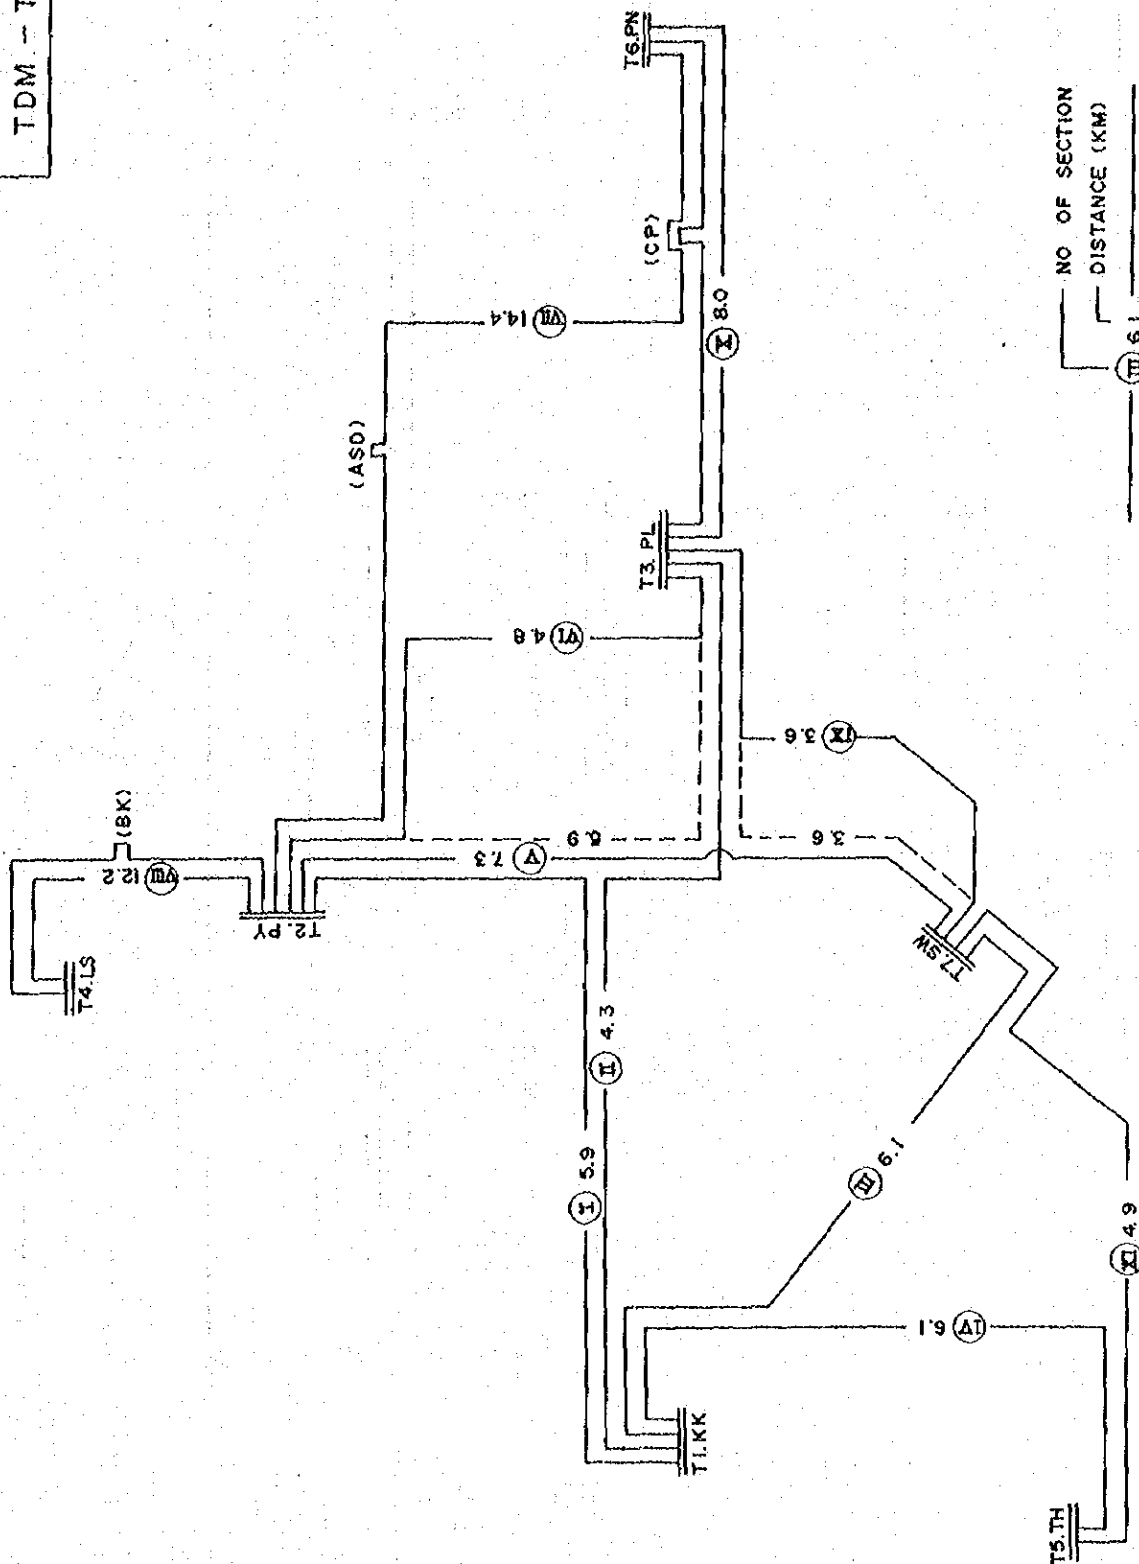 TDM - T
T6.PN
(CP)
VII 14.4
X 8.0
(ASD)
T3. PL
VI 4.8
IX 3.6
(BK)
VIII 12.2
V 7.3
3.6
T2. PY
T4.LS
T7. SW
II 4.3
I 5.9
III 6.1
IV 6.1
XI 4.9
T1.KK
T5.TH
NO OF SECTION
DISTANCE (KM)
III 6.1